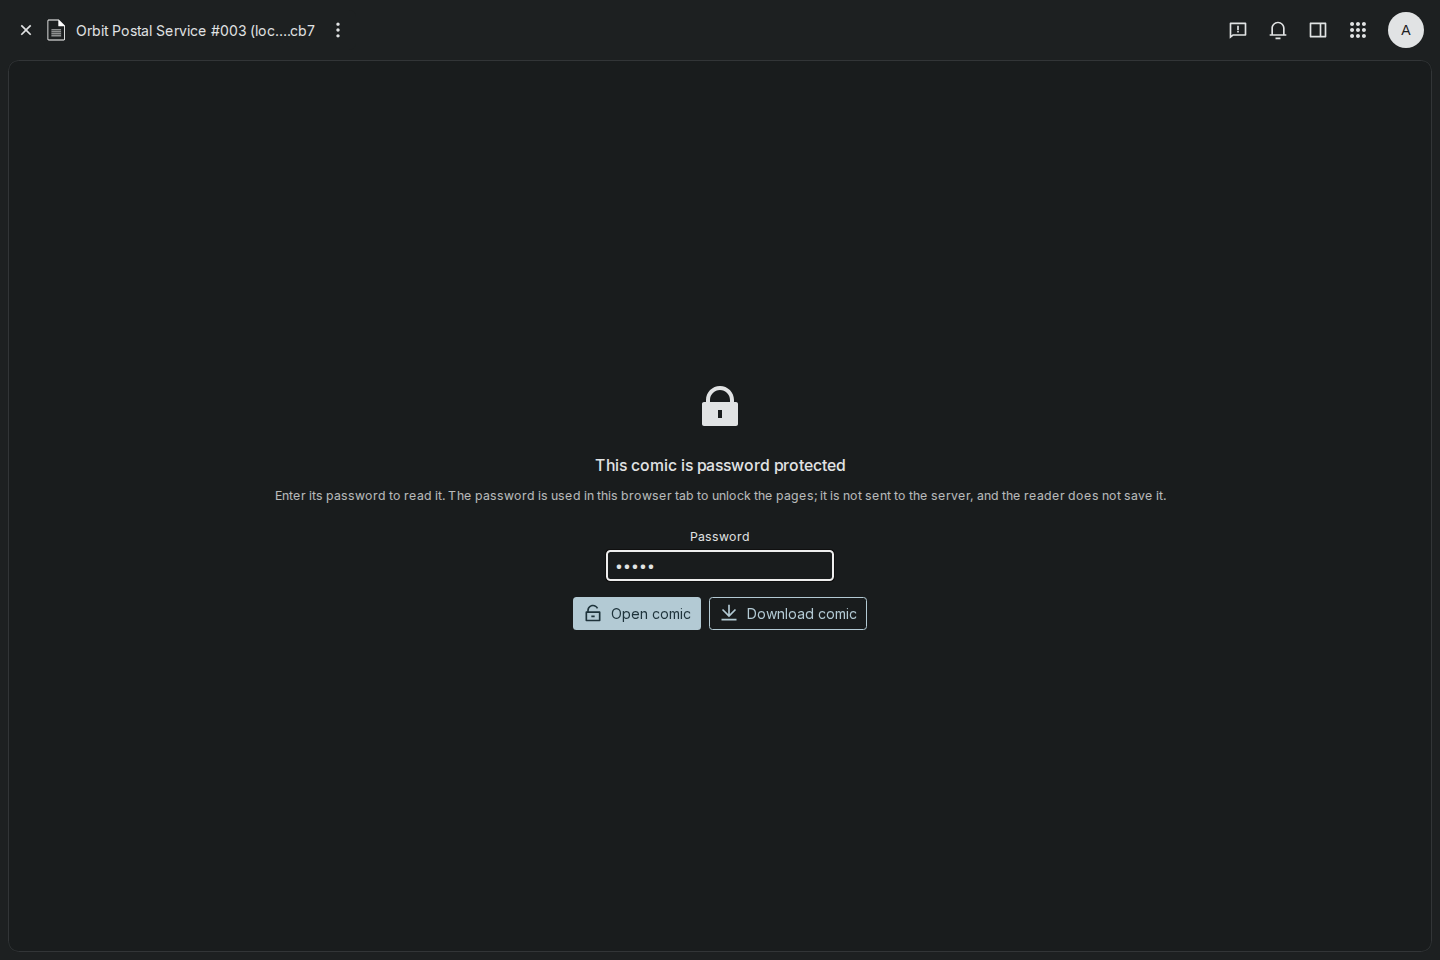 Orbit Postal Service #003 (loc....cb7
A
This comic is password protected
Enter its password to read it. The password is used in this browser tab to unlock the pages; it is not sent to the server, and the reader does not save it.
Password
•••••
Open comic
Download comic